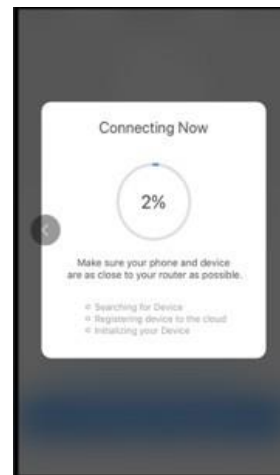 Connecting Now
2%
Make sure your phone and device
are as close to your router as possible.
Searching for Device
Registering device to the cloud
Initializing your Device